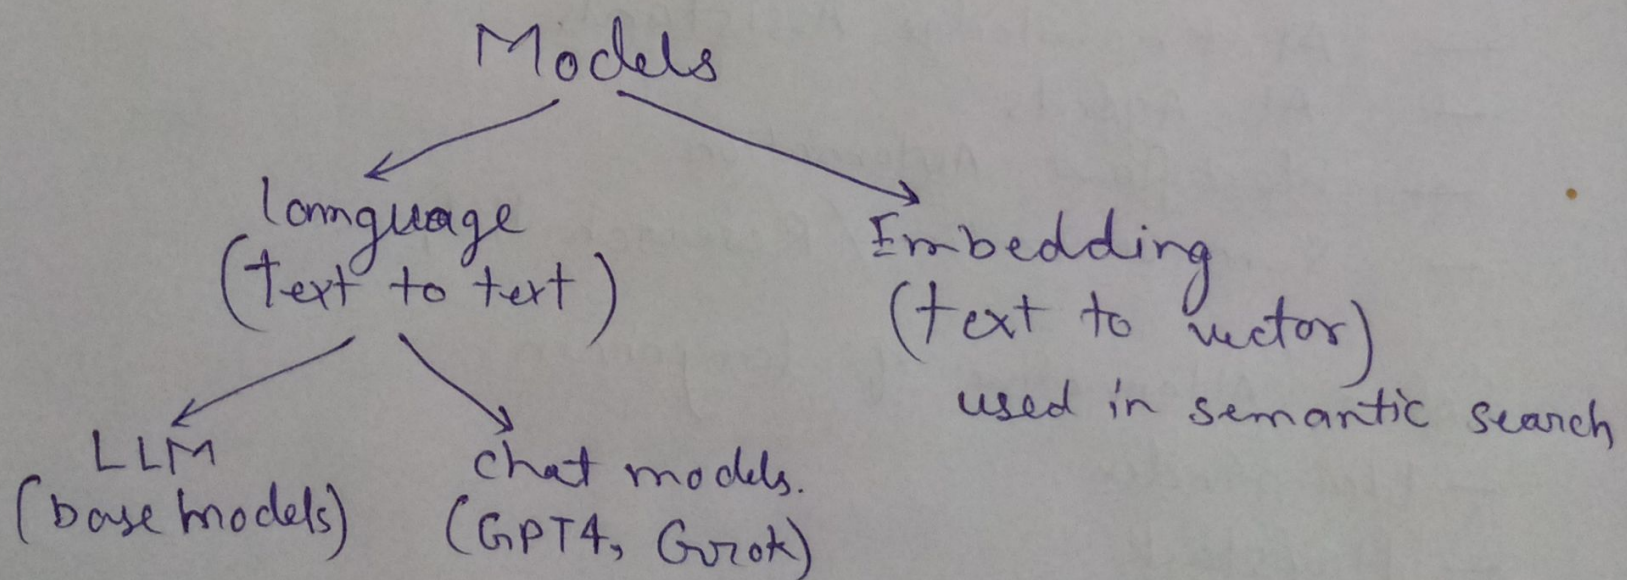 Models
Language
(Text to text)
Embedding
(text to vector)
used in semantic search
LLM
(base models)
chat models.
(GPT4, Grok)